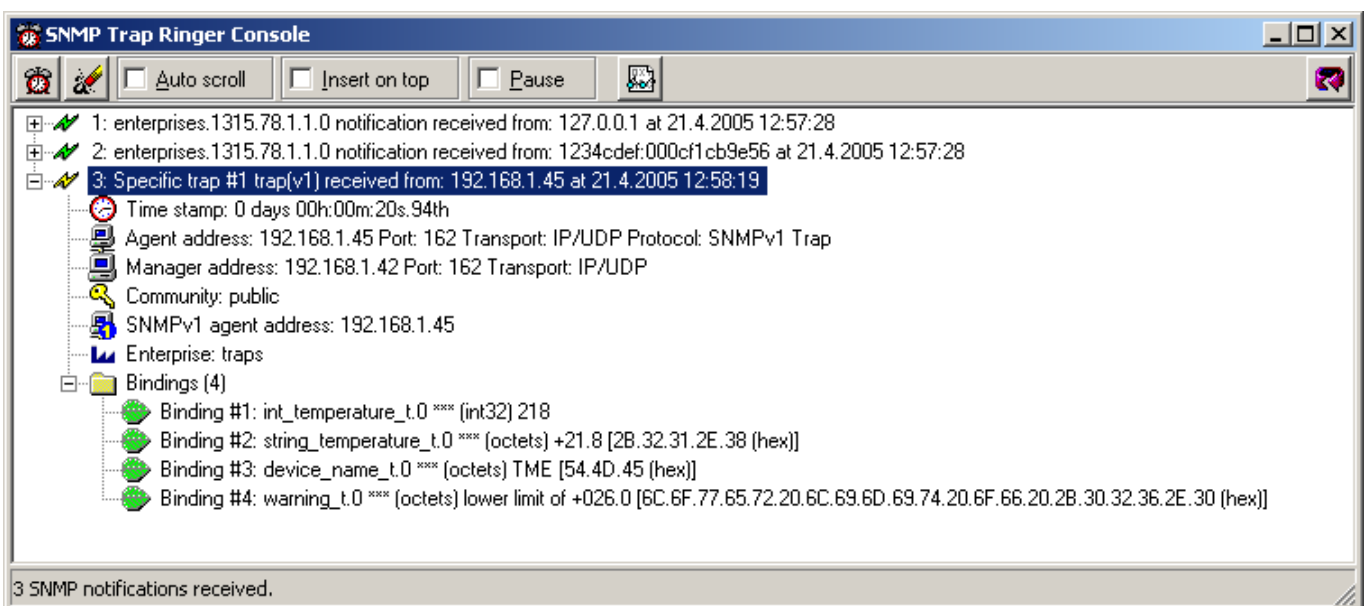 SNMP Trap Ringer Console
Auto scroll Insert on top Pause
1: enterprises.1315.78.1.1.0 notification received from: 127.0.0.1 at 21.4.2005 12:57:28
2: enterprises.1315.78.1.1.0 notification received from: 1234cdef:000cf1cb9e56 at 21.4.2005 12:57:28
3: Specific trap #1 trap(v1) received from: 192.168.1.45 at 21.4.2005 12:58:19
Time stamp: 0 days 00h:00m:20s.94th
Agent address: 192.168.1.45 Port: 162 Transport: IP/UDP Protocol: SNMPv1 Trap
Manager address: 192.168.1.42 Port: 162 Transport: IP/UDP
Community: public
SNMPv1 agent address: 192.168.1.45
Enterprise: traps
Bindings (4)
Binding #1: int_temperature_t.0 *** (int32) 218
Binding #2: string_temperature_t.0 *** (octets) +21.8 [2B.32.31.2E.38 (hex)]
Binding #3: device_name_t.0 *** (octets) TME [54.4D.45 (hex)]
Binding #4: warning_t.0 *** (octets) lower limit of +026.0 [6C.6F.77.65.72.20.6C.69.6D.69.74.20.6F.66.20.2B.30.32.36.2E.30 (hex)]
3 SNMP notifications received.